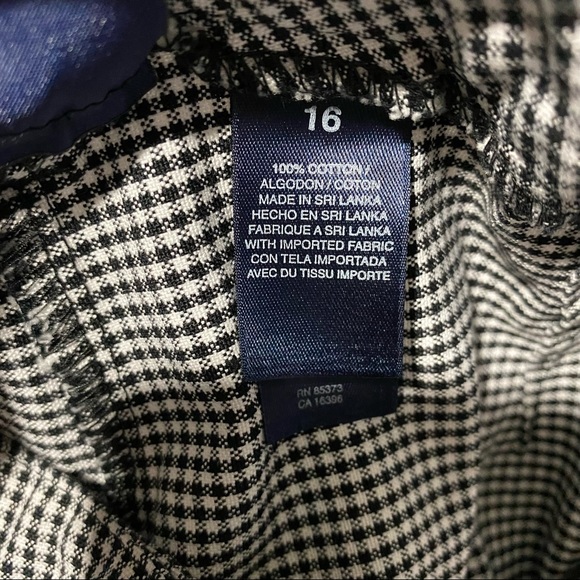 16
100% COTTON /
ALGODON / COTON
MADE IN SRI LANKA
HECHO EN SRI LANKA
FABRIQUE A SRI LANKA
WITH IMPORTED FABRIC
CON TELA IMPORTADA
AVEC DU TISSU IMPORTE
RN 85373
CA 16396